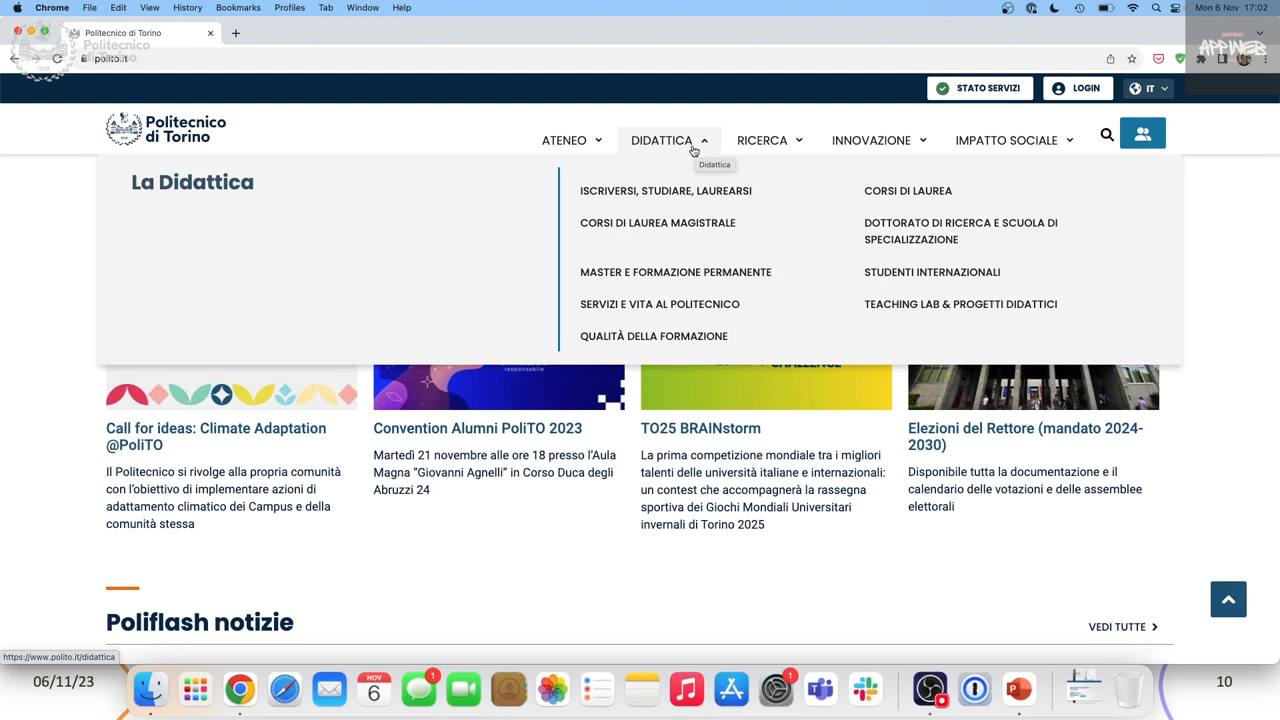 Chrome File Edit View History Bookmarks Profiles Tab Window Help
Mon 6 Nov 17:02
Politecnico di Torino
Politecnico
di Torino
polito.it
INTRO
APPWEB
STATO SERVIZI
LOGIN
IT
Politecnico
di Torino
ATENEO DIDATTICA RICERCA INNOVAZIONE IMPATTO SOCIALE
Didattica
La Didattica
ISCRIVERSI, STUDIARE, LAUREARSI
CORSI DI LAUREA
CORSI DI LAUREA MAGISTRALE
DOTTORATO DI RICERCA E SCUOLA DI
SPECIALIZZAZIONE
MASTER E FORMAZIONE PERMANENTE
STUDENTI INTERNAZIONALI
SERVIZI E VITA AL POLITECNICO
TEACHING LAB & PROGETTI DIDATTICI
QUALITÀ DELLA FORMAZIONE
responsabile
Call for ideas: Climate Adaptation
@PoliTO
Il Politecnico si rivolge alla propria comunità
con l'obiettivo di implementare azioni di
adattamento climatico dei Campus e della
comunità stessa
Convention Alumni PoliTO 2023
Martedì 21 novembre alle ore 18 presso l'Aula
Magna "Giovanni Agnelli" in Corso Duca degli
Abruzzi 24
TO25 BRAINstorm
La prima competizione mondiale tra i migliori
talenti delle università italiane e internazionali:
un contest che accompagnerà la rassegna
sportiva dei Giochi Mondiali Universitari
invernali di Torino 2025
Elezioni del Rettore (mandato 2024-
2030)
Disponibile tutta la documentazione e il
calendario delle votazioni e delle assemblee
elettorali
Poliflash notizie
VEDI TUTTE
https://www.polito.it/didattica
06/11/23
NOV
6
1
1
10